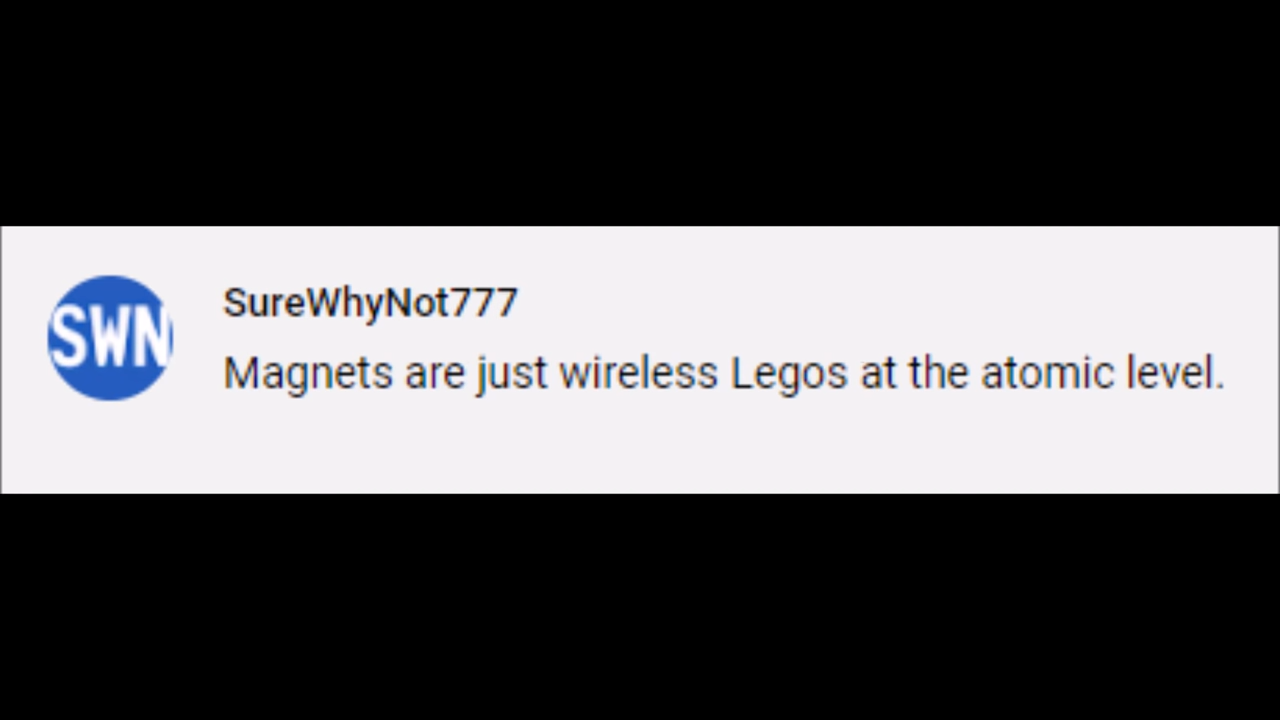 SWN
SureWhyNot777
Magnets are just wireless Legos at the atomic level.